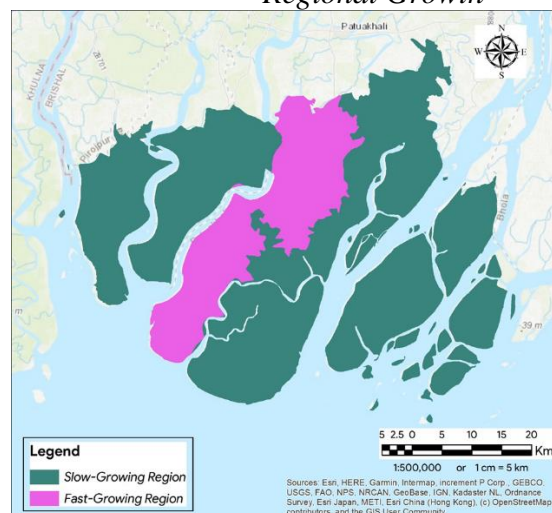 Regional Growth
Patuakhali
N
W E
S
KHULNA
BRISHAL
Pirojpur
Bhola
-39 m
Legend
Slow-Growing Region
Fast-Growing Region
5 2.5 0 5 10 15 20
Km
1:500,000 or 1 cm = 5 km
Sources: Esri, HERE, Garmin, Intermap, increment P Corp., GEBCO,
USGS, FAO, NPS, NRCAN, GeoBase, IGN, Kadaster NL, Ordnance
Survey, Esri Japan, METI, Esri China (Hong Kong), (c) OpenStreetMap
contributors, and the GIS User Community